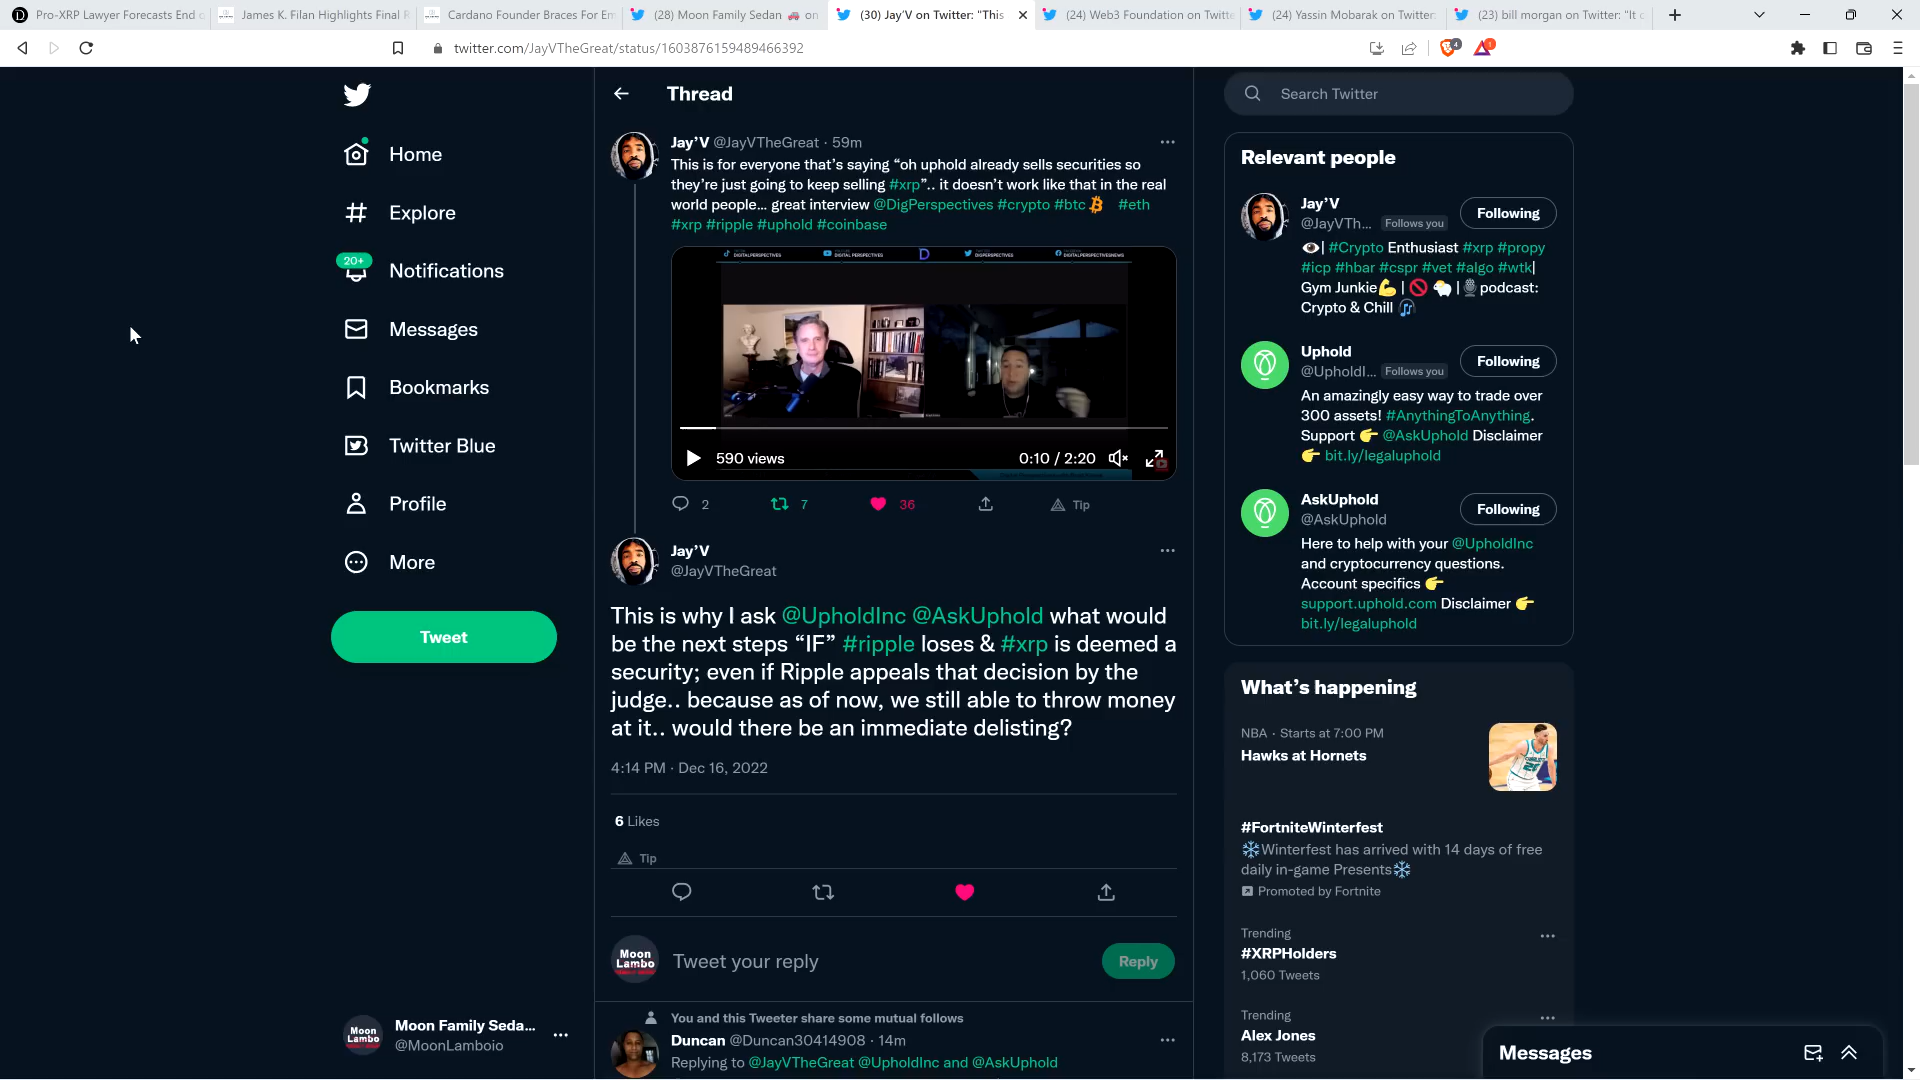 Pro-XRP Lawyer Forecasts End o
James K. Filan Highlights Final R
Cardano Founder Braces For Em
(28) Moon Family Sedan 🚗 on
(30) Jay'V on Twitter: "This
(24) Web3 Foundation on Twitte
(24) Yassin Mobarak on Twitter:
(23) bill morgan on Twitter: "It c
twitter.com/JayVTheGreat/status/1603876159489466392
4
1
Home
Explore
20+
Notifications
Messages
Bookmarks
Twitter Blue
Profile
More
Tweet
Moon Lambo
Moon Family Seda...
@MoonLamboio
Thread
Jay’V @JayVTheGreat · 59m
This is for everyone that’s saying “oh uphold already sells securities so
they’re just going to keep selling #xrp”.. it doesn’t work like that in the real
world people… great interview @DigPerspectives #crypto #btc #eth
#xrp #ripple #uphold #coinbase
DIGITALPERSPECTIVES
DIGITAL PERSPECTIVES
D
DIGPERSPECTIVES
DIGITALPERSPECTIVESNEWS
590 views
0:10 / 2:20
2
7
36
Tip
Jay’V
@JayVTheGreat
This is why I ask @UpholdInc @AskUphold what would
be the next steps “IF” #ripple loses & #xrp is deemed a
security; even if Ripple appeals that decision by the
judge.. because as of now, we still able to throw money
at it.. would there be an immediate delisting?
4:14 PM · Dec 16, 2022
6 Likes
Tip
Moon
Lambo
Tweet your reply
Reply
You and this Tweeter share some mutual follows
Duncan @Duncan30414908 · 14m
Replying to @JayVTheGreat @UpholdInc and @AskUphold
Search Twitter
Relevant people
Jay’V
@JayVTh... Follows you
Following
👁| #Crypto Enthusiast #xrp #propy
#icp #hbar #cspr #vet #algo #wtk|
Gym Junkie💪 | 🚫 🐑 |🎙podcast:
Crypto & Chill 🎧
Uphold
@UpholdI... Follows you
Following
An amazingly easy way to trade over
300 assets! #AnythingToAnything.
Support 👉 @AskUphold Disclaimer
👉 bit.ly/legaluphold
AskUphold
@AskUphold
Following
Here to help with your @UpholdInc
and cryptocurrency questions.
Account specifics 👉
support.uphold.com Disclaimer 👉
bit.ly/legaluphold
What’s happening
NBA · Starts at 7:00 PM
Hawks at Hornets
#FortniteWinterfest
❄️Winterfest has arrived with 14 days of free
daily in-game Presents❄️
Promoted by Fortnite
Trending
#XRPHolders
1,060 Tweets
Trending
Alex Jones
8,173 Tweets
Messages